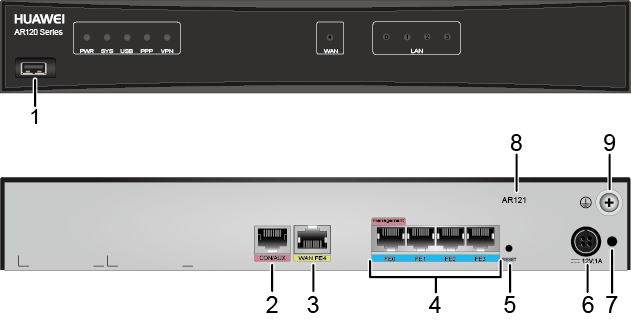 HUAWEI
AR120 Series
PWR SYS USB PPP VPN
WAN
0 1 2 3
LAN
1
8
9
AR121
management
CON/AUX
WAN FE4
FE0 FE1 FE2 FE3
RESET
12V;1A
2 3 4 5 6 7